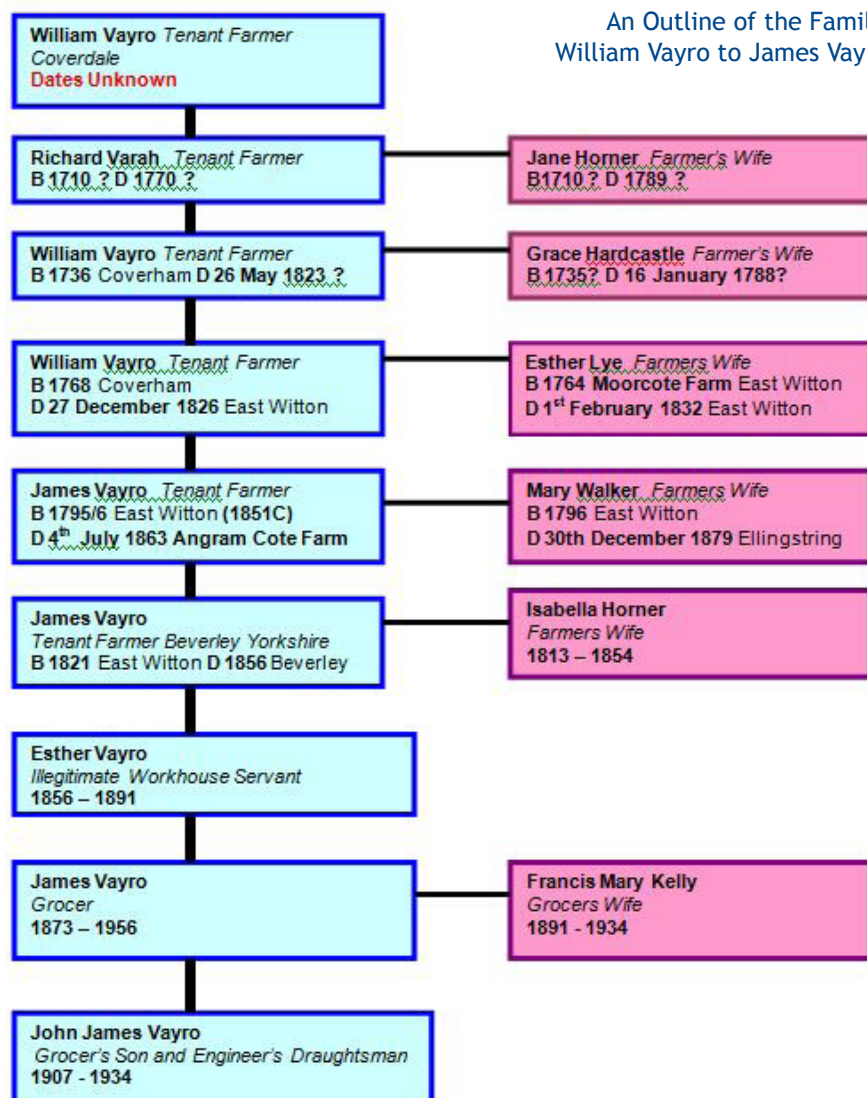 An Outline of the Famil
William Vayro to James Vay
William Vayro Tenant Farmer
Coverdale
Dates Unknown
Richard Varah Tenant Farmer
B 1710 ? D 1770 ?
Jane Horner Farmer's Wife
B1710 ? D 1789 ?
William Vayro Tenant Farmer
B 1736 Coverham D 26 May 1823 ?
Grace Hardcastle Farmer's Wife
B 1735? D 16 January 1788?
William Vayro Tenant Farmer
B 1768 Coverham
D 27 December 1826 East Witton
Esther Lye Farmers Wife
B 1764 Moorcote Farm East Witton
D 1st February 1832 East Witton
James Vayro Tenant Farmer
B 1795/6 East Witton (1851C)
D 4th July 1863 Angram Cote Farm
Mary Walker Farmers Wife
B 1796 East Witton
D 30th December 1879 Ellingstring
James Vayro
Tenant Farmer Beverley Yorkshire
B 1821 East Witton D 1856 Beverley
Isabella Horner
Farmers Wife
1813 – 1854
Esther Vayro
Illegitimate Workhouse Servant
1856 – 1891
James Vayro
Grocer
1873 – 1956
Francis Mary Kelly
Grocers Wife
1891 - 1934
John James Vayro
Grocer's Son and Engineer's Draughtsman
1907 - 1934